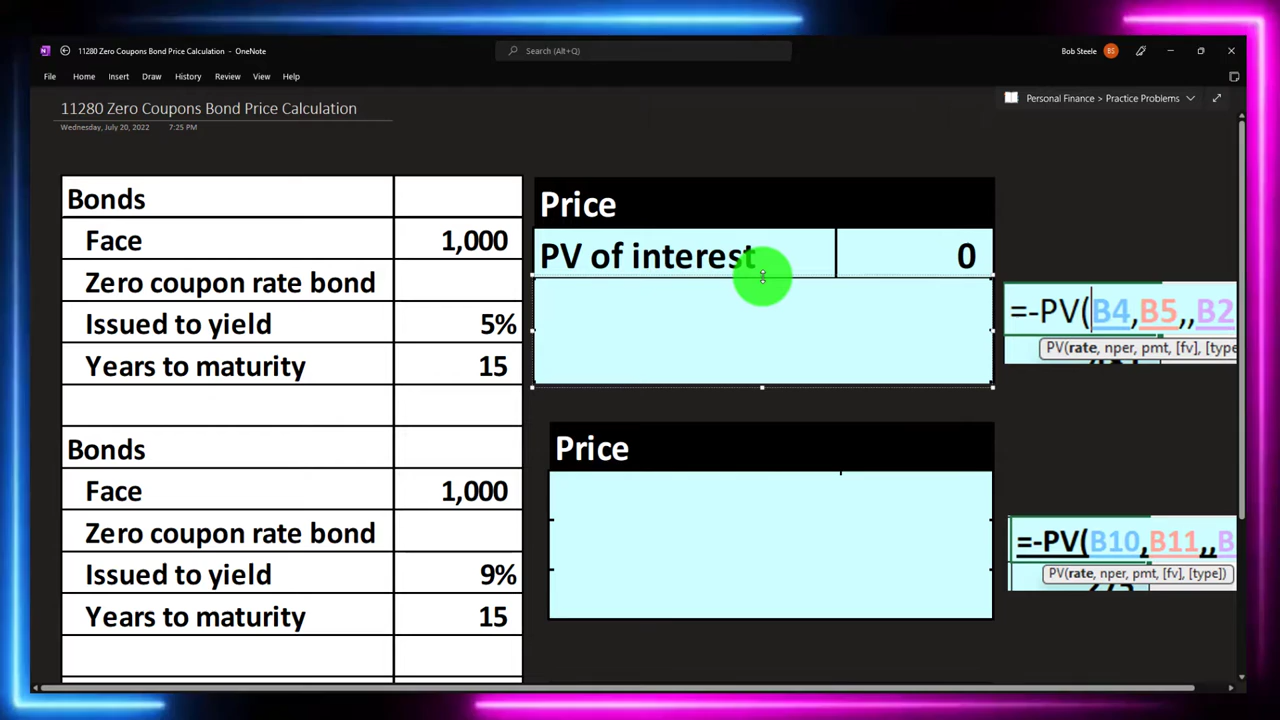 11280 Zero Coupons Bond Price Calculation - OneNote
Search (Alt+Q)
Bob Steele
BS
File Home Insert Draw History Review View Help
11280 Zero Coupons Bond Price Calculation
Wednesday, July 20, 2022 7:25 PM
Personal Finance > Practice Problems
Bonds
Face 1,000
Zero coupon rate bond
Issued to yield 5%
Years to maturity 15
Bonds
Face 1,000
Zero coupon rate bond
Issued to yield 9%
Years to maturity 15
Price
PV of interest 0
=-PV(B4,B5,,B2
PV(rate, nper, pmt, [fv], [type
Price
=-PV(B10,B11,,B
PV(rate, nper, pmt, [fv], [type])